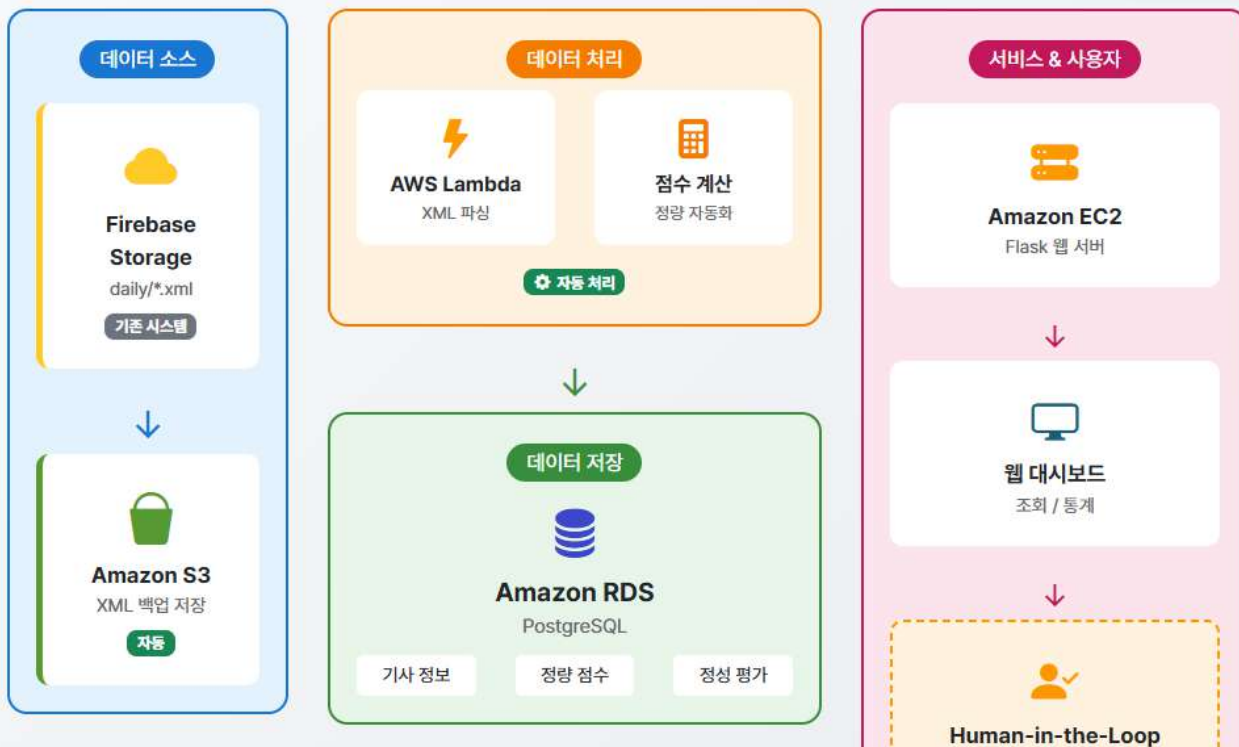 데이터 소스
Firebase
Storage
daily/*.xml
기존 시스템
Amazon S3
XML 백업 저장
자동
데이터 처리
AWS Lambda
XML 파싱
점수 계산
정량 자동화
자동 처리
데이터 저장
Amazon RDS
PostgreSQL
기사 정보
정량 점수
정성 평가
서비스 & 사용자
Amazon EC2
Flask 웹 서버
웹 대시보드
조회 / 통계
Human-in-the-Loop